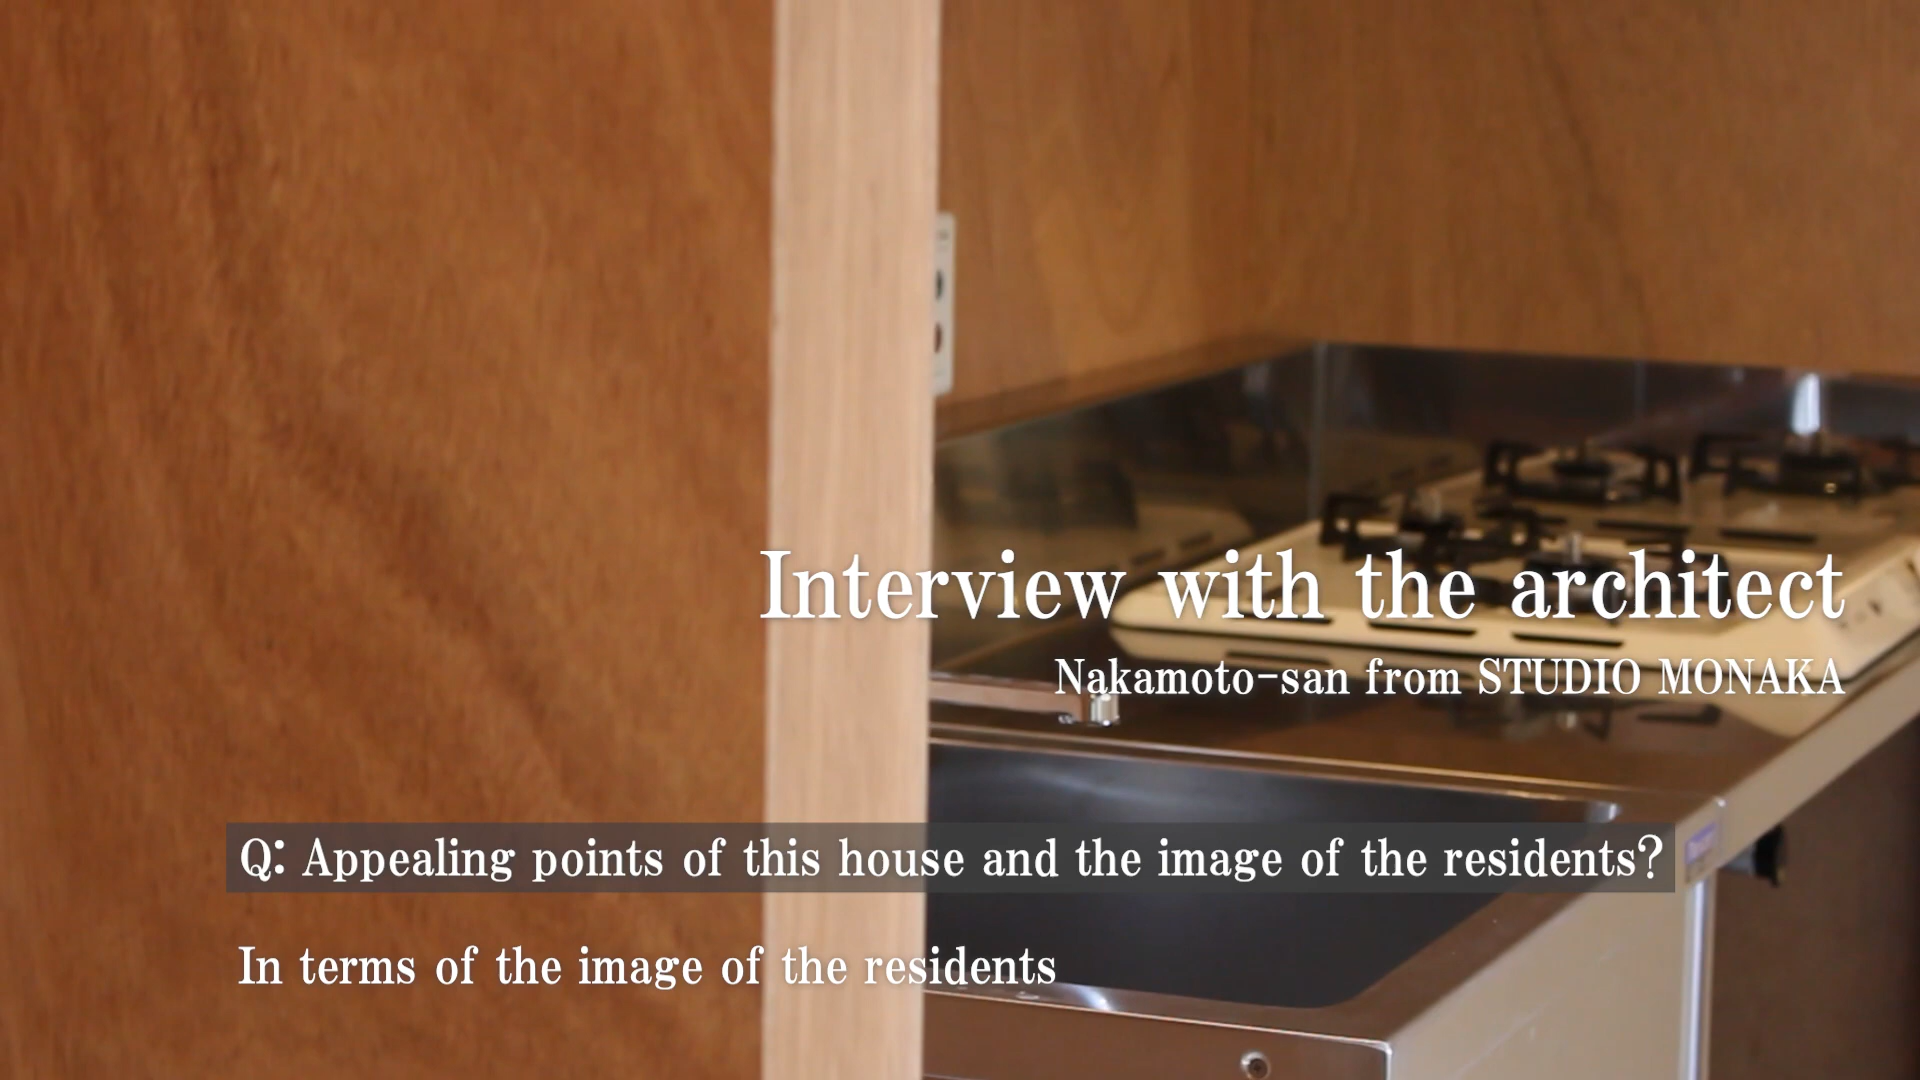 Interview with the architect
Nakamoto-san from STUDIO MONAKA
Q: Appealing points of this house and the image of the residents?
In terms of the image of the residents